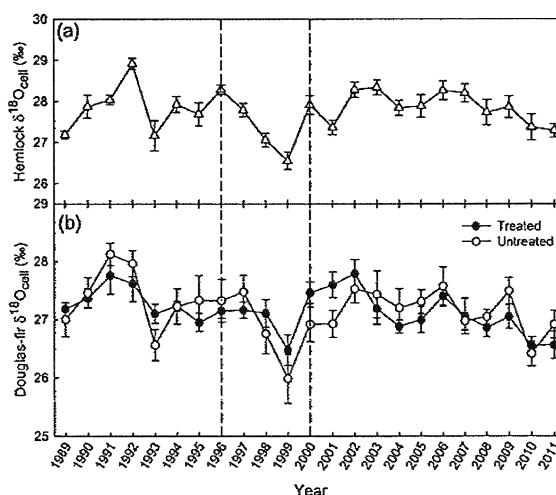 (a)
30
29
28
27
26
Hemlock δ¹⁸Ocell (‰)
29
(b)
28
27
26
25
Douglas-fir δ¹⁸Ocell (‰)
Treated
Untreated
1989 1990 1991 1992 1993 1994 1995 1996 1997 1998 1999 2000 2001 2002 2003 2004 2005 2006 2007 2008 2009 2010 2011
Year